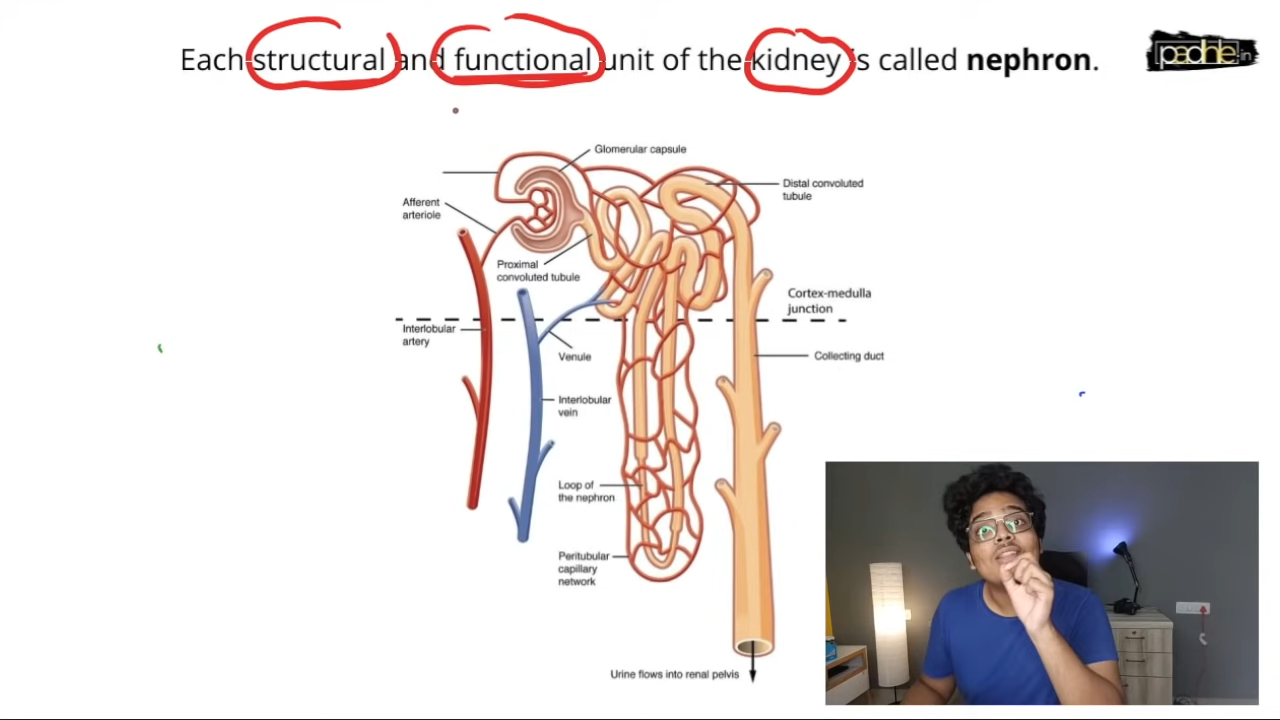 Each structural and functional unit of the kidney is called nephron.
padhle.in
Glomerular capsule
Distal convoluted
tubule
Afferent
arteriole
Proximal
convoluted tubule
Cortex-medulla
junction
Interlobular
artery
Venule
Collecting duct
Interlobular
vein
Loop of
the nephron
Peritubular
capillary
network
Urine flows into renal pelvis